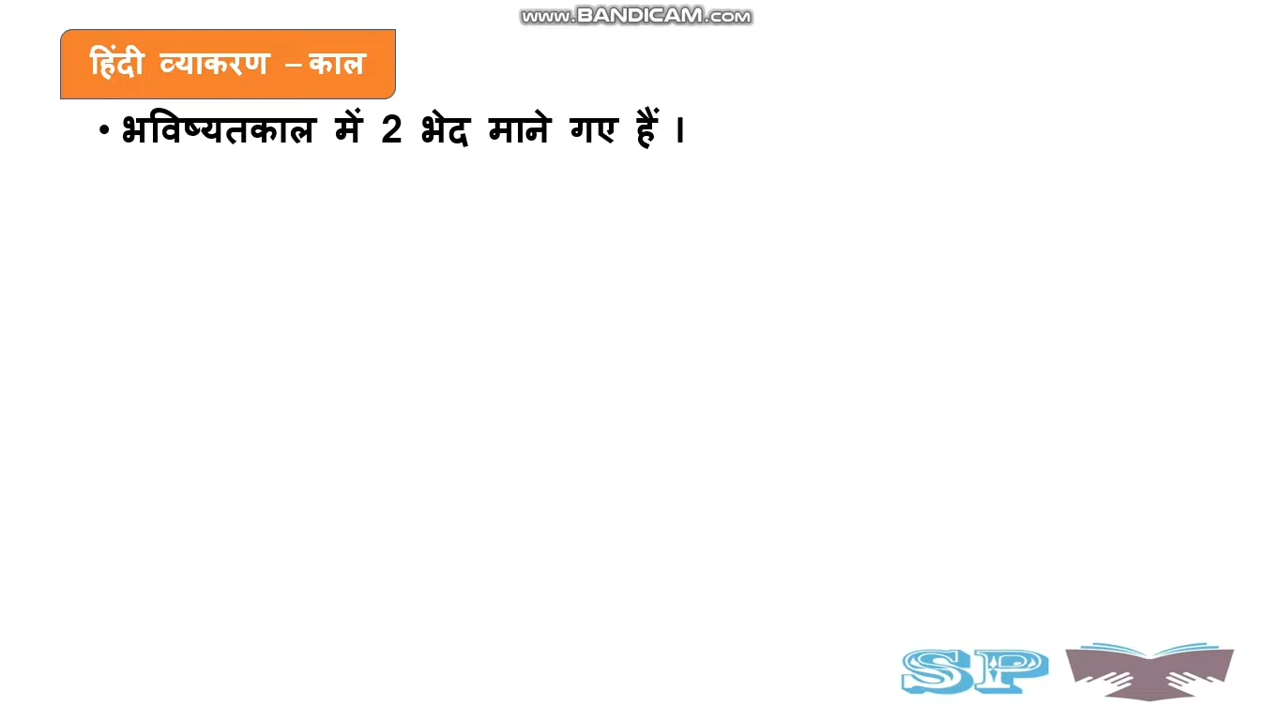 www.BANDICAM.com
हिंदी व्याकरण – काल
• भविष्यतकाल में 2 भेद माने गए हैं ।
SP